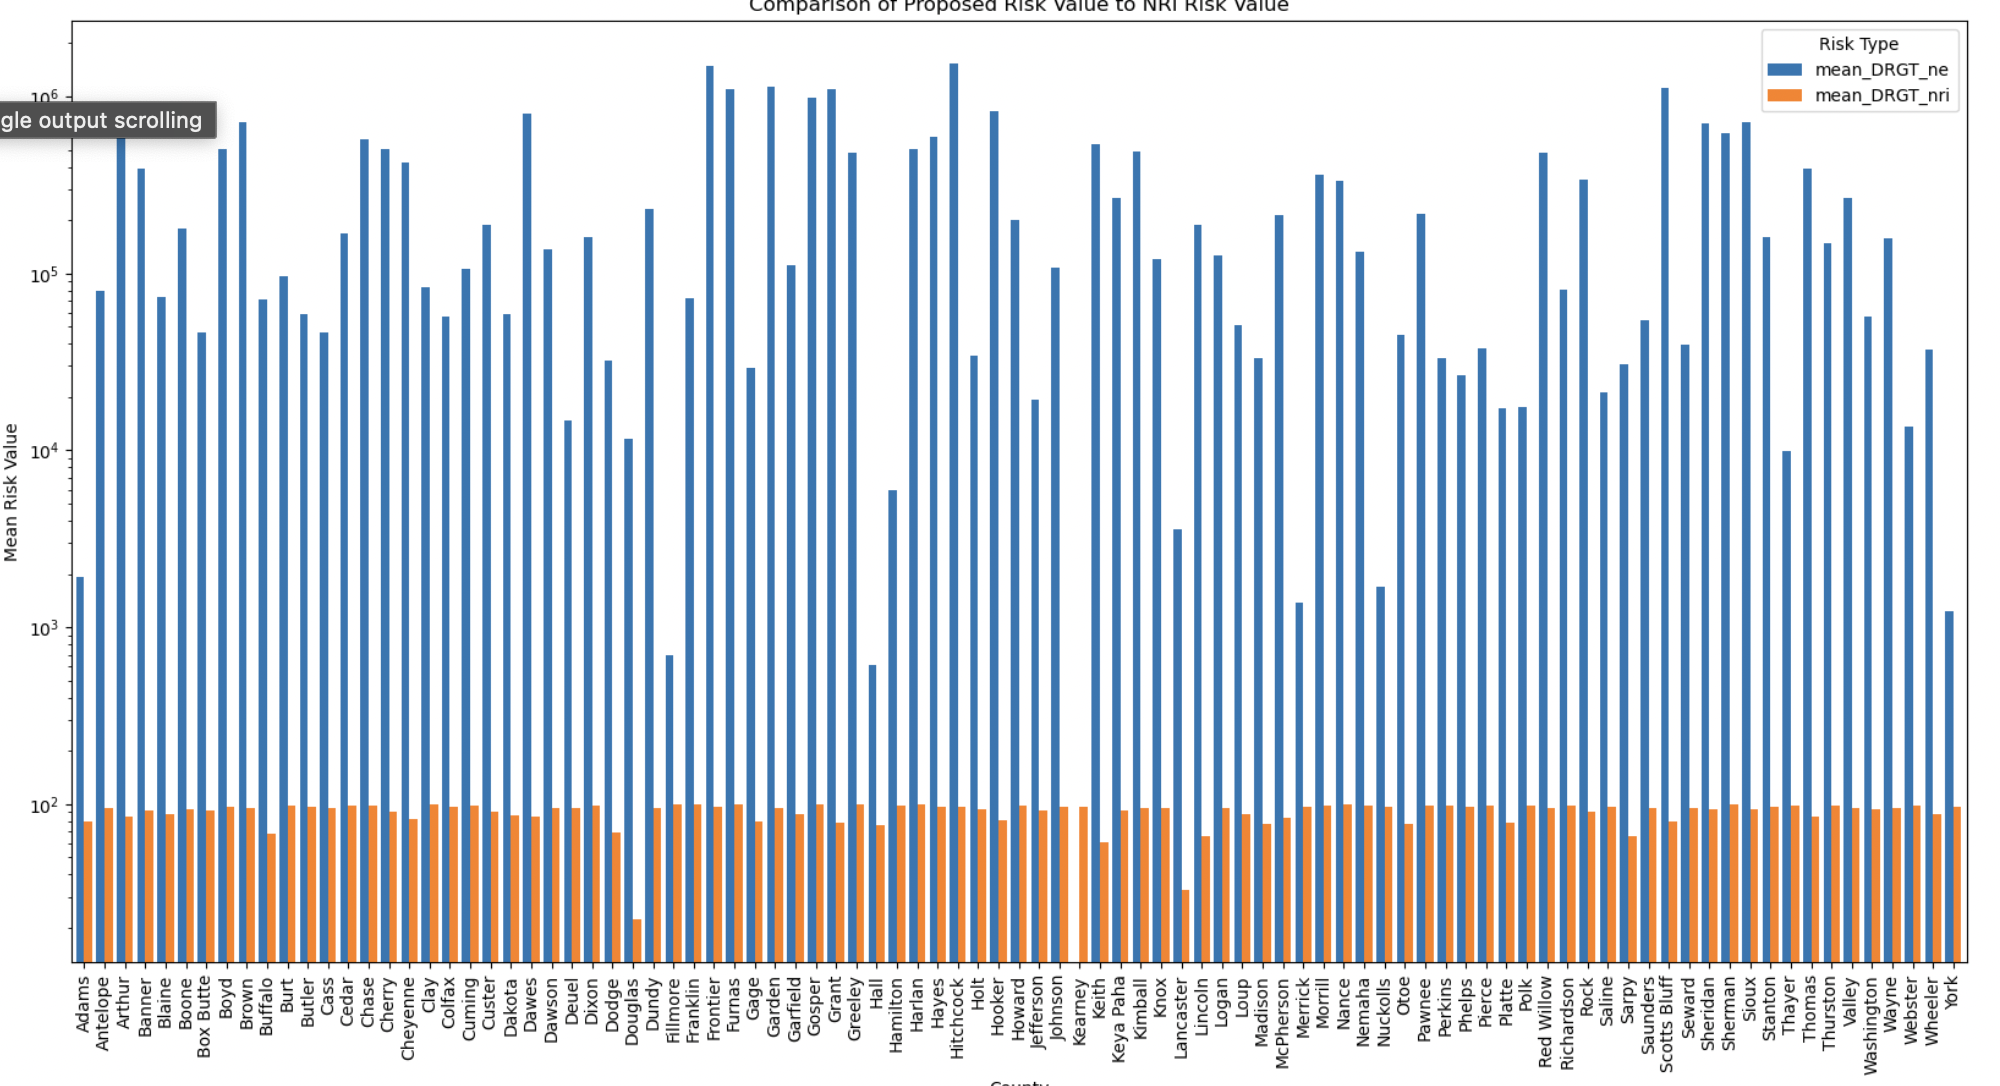 Comparison of Proposed Risk Value to NRI Risk Value
Risk Type
mean_DRGT_ne
mean_DRGT_nri
gle output scrolling
Mean Risk Value
10^6
10^5
10^4
10^3
10^2
Adams
Antelope
Arthur
Banner
Blaine
Boone
Box Butte
Boyd
Brown
Buffalo
Burt
Butler
Cass
Cedar
Chase
Cherry
Cheyenne
Clay
Colfax
Cuming
Custer
Dakota
Dawes
Dawson
Deuel
Dixon
Dodge
Douglas
Dundy
Fillmore
Franklin
Frontier
Furnas
Gage
Garden
Garfield
Gosper
Grant
Greeley
Hall
Hamilton
Harlan
Hayes
Hitchcock
Holt
Hooker
Howard
Jefferson
Johnson
Kearney
Keith
Keya Paha
Kimball
Knox
Lancaster
Lincoln
Logan
Loup
Madison
McPherson
Merrick
Morrill
Nance
Nemaha
Nuckolls
Otoe
Pawnee
Perkins
Phelps
Pierce
Platte
Polk
Red Willow
Richardson
Rock
Saline
Sarpy
Saunders
Scotts Bluff
Seward
Sheridan
Sherman
Sioux
Stanton
Thayer
Thomas
Thurston
Valley
Washington
Wayne
Webster
Wheeler
York
County